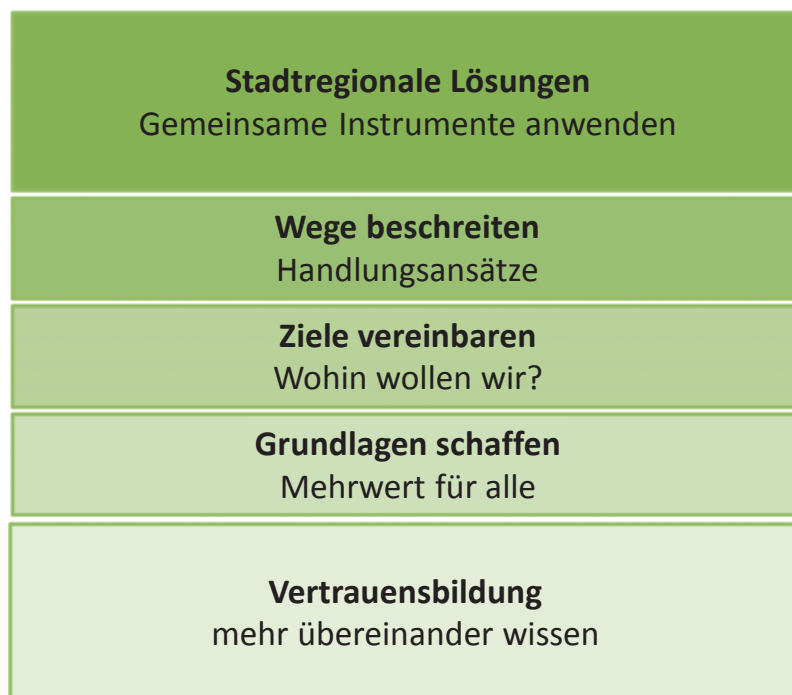 Stadtregionale Lösungen
Gemeinsame Instrumente anwenden
Wege beschreiten
Handlungsansätze
Ziele vereinbaren
Wohin wollen wir?
Grundlagen schaffen
Mehrwert für alle
Vertrauensbildung
mehr übereinander wissen